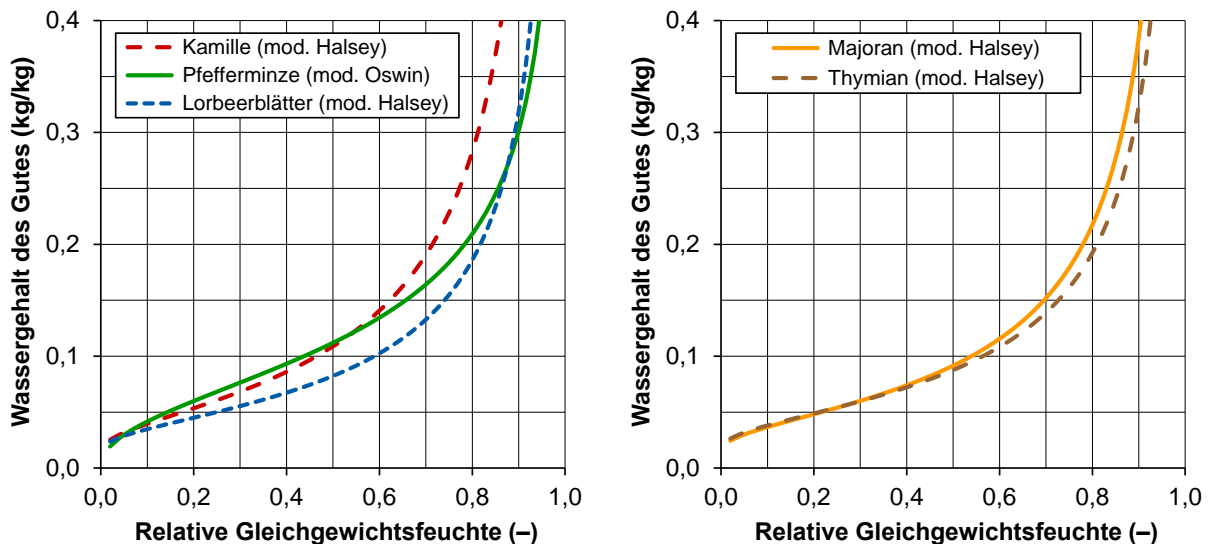 Wassergehalt des Gutes (kg/kg)
0,4
0,3
0,2
0,1
0,0
Kamille (mod. Halsey)
Pfefferminze (mod. Oswin)
Lorbeerblätter (mod. Halsey)
0,0 0,2 0,4 0,6 0,8 1,0
Relative Gleichgewichtsfeuchte (–)
Wassergehalt des Gutes (kg/kg)
0,4
0,3
0,2
0,1
0,0
Majoran (mod. Halsey)
Thymian (mod. Halsey)
0,0 0,2 0,4 0,6 0,8 1,0
Relative Gleichgewichtsfeuchte (–)